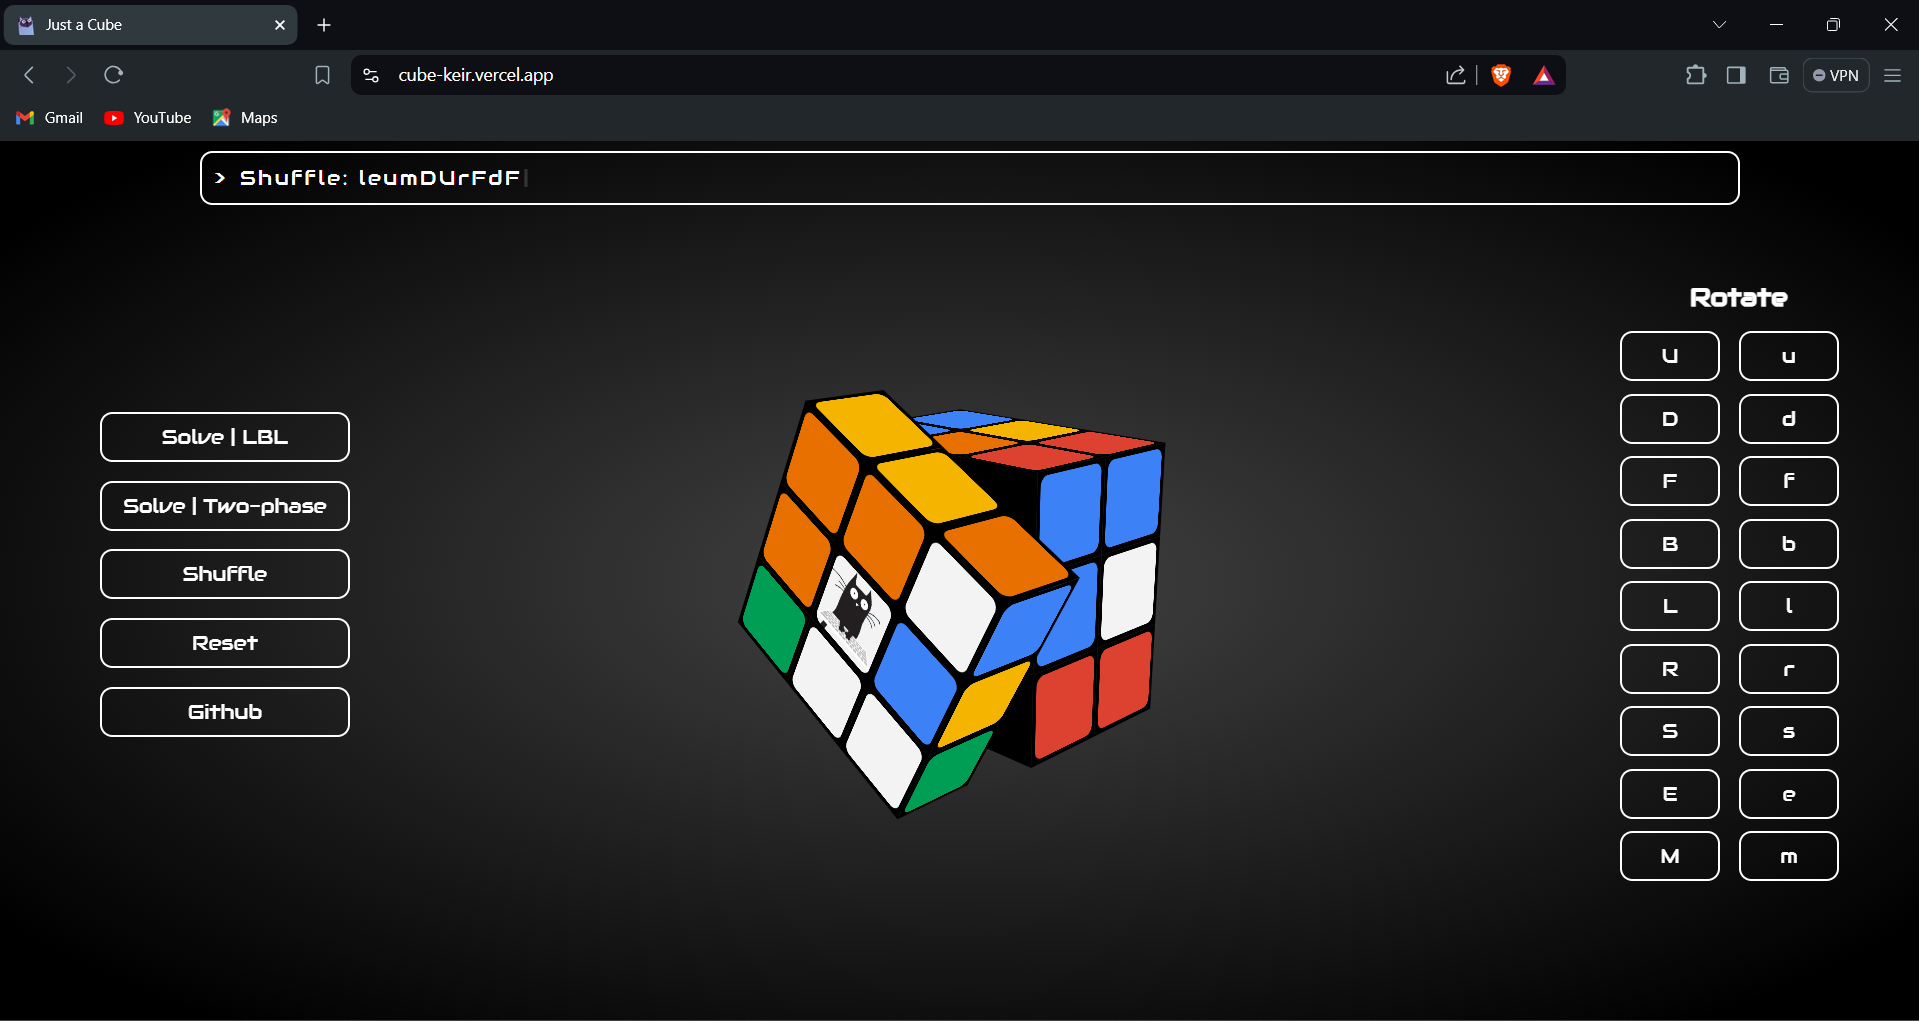 Just a Cube
cube-keir.vercel.app
VPN
Gmail YouTube Maps
> Shuffle: leumDUrFdF
Rotate
U u
D d
F f
B b
L l
R r
S s
E e
M m
Solve | LBL
Solve | Two-phase
Shuffle
Reset
Github